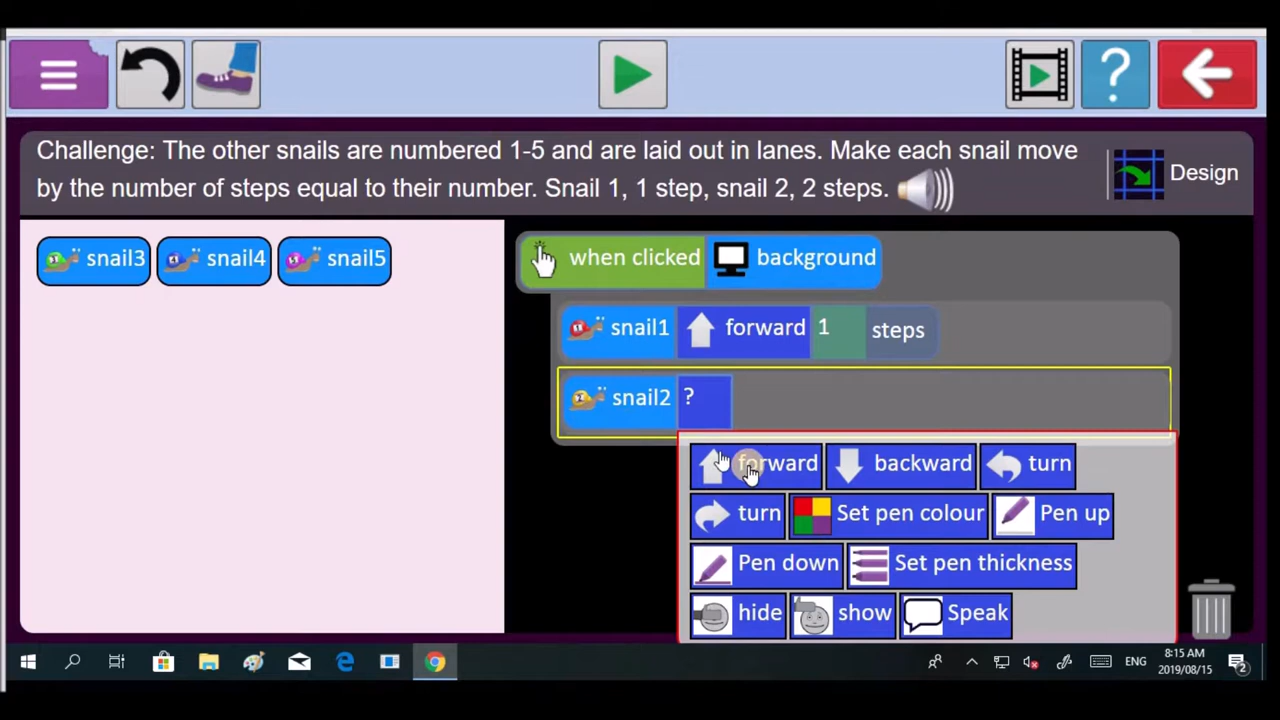 ?
Challenge: The other snails are numbered 1-5 and are laid out in lanes. Make each snail move
by the number of steps equal to their number. Snail 1, 1 step, snail 2, 2 steps.
Design
snail3 snail4 snail5
when clicked background
snail1 forward 1 steps
snail2 ?
forward backward turn
turn Set pen colour Pen up
Pen down Set pen thickness
hide show Speak
ENG
8:15 AM
2019/08/15
2